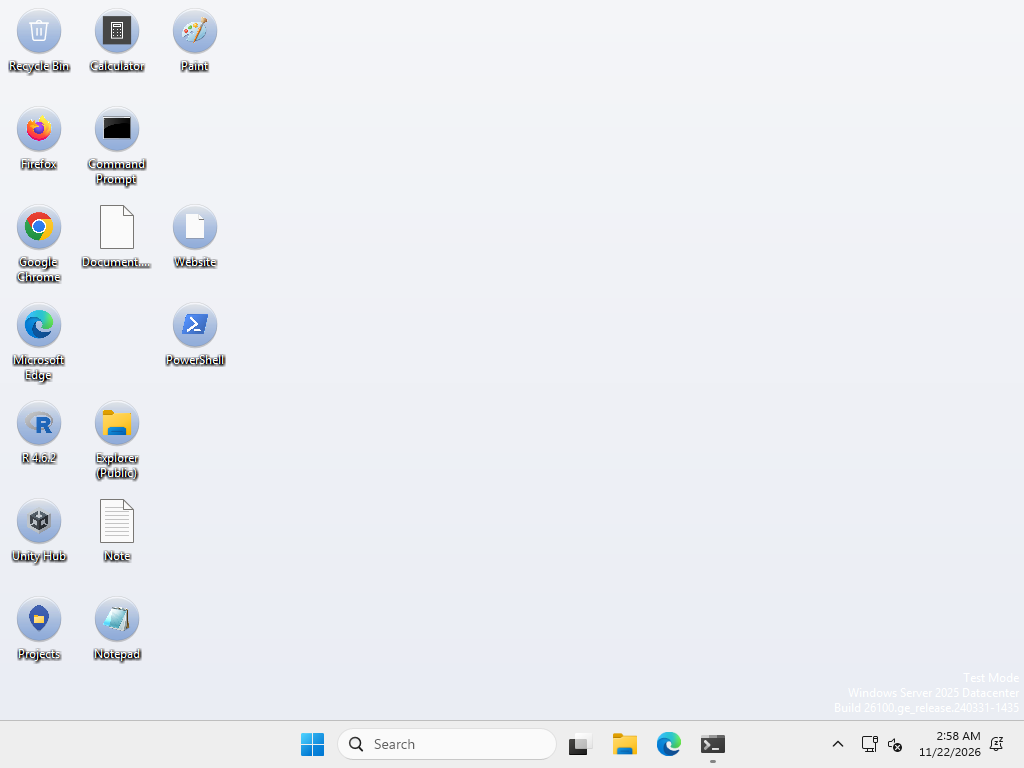 Recycle Bin
Calculator
Paint
Firefox
Command
Prompt
Google
Chrome
Document....
Website
Microsoft
Edge
PowerShell
R 4.6.2
Explorer
(Public)
Unity Hub
Note
Projects
Notepad
Test Mode
Windows Server 2025 Datacenter
Build 26100.ge_release.240331-1435
Search
2:58 AM
11/22/2026